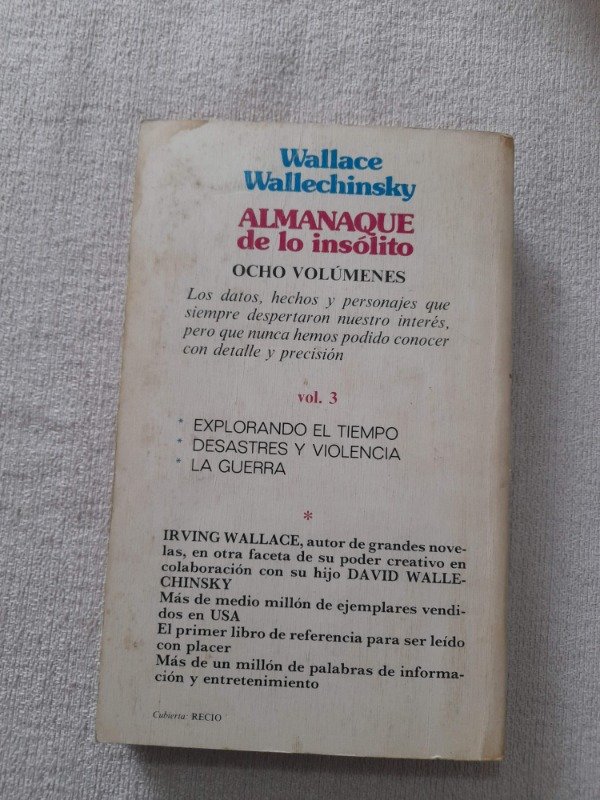 Wallace
Wallechinsky
ALMANAQUE
de lo insólito
OCHO VOLÚMENES
Los datos, hechos y personajes que
siempre despertaron nuestro interés,
pero que nunca hemos podido conocer
con detalle y precisión
vol. 3
* EXPLORANDO EL TIEMPO
* DESASTRES Y VIOLENCIA
* LA GUERRA
*
IRVING WALLACE, autor de grandes nove-
las, en otra faceta de su poder creativo en
colaboración con su hijo DAVID WALLE-
CHINSKY
Más de medio millón de ejemplares vendi-
dos en USA
El primer libro de referencia para ser leído
con placer
Más de un millón de palabras de informa-
ción y entretenimiento
Cubierta: RECIO